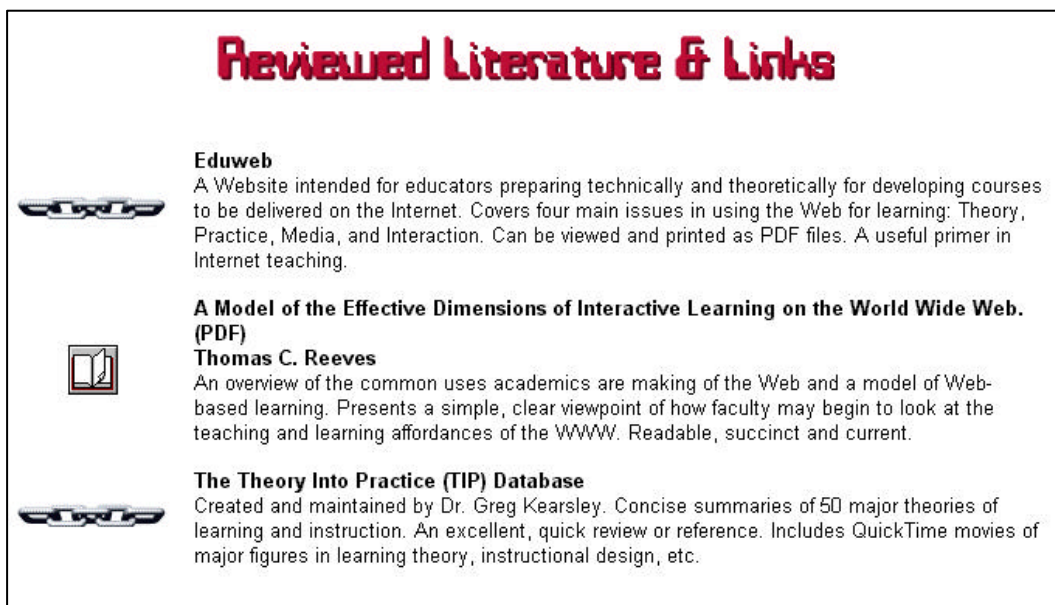 Reviewed Literature & Links
Eduweb
A Website intended for educators preparing technically and theoretically for developing courses
to be delivered on the Internet. Covers four main issues in using the Web for learning: Theory,
Practice, Media, and Interaction. Can be viewed and printed as PDF files. A useful primer in
Internet teaching.
A Model of the Effective Dimensions of Interactive Learning on the World Wide Web.
(PDF)
Thomas C. Reeves
An overview of the common uses academics are making of the Web and a model of Web-
based learning. Presents a simple, clear viewpoint of how faculty may begin to look at the
teaching and learning affordances of the WWW. Readable, succinct and current.
The Theory Into Practice (TIP) Database
Created and maintained by Dr. Greg Kearsley. Concise summaries of 50 major theories of
learning and instruction. An excellent, quick review or reference. Includes QuickTime movies of
major figures in learning theory, instructional design, etc.